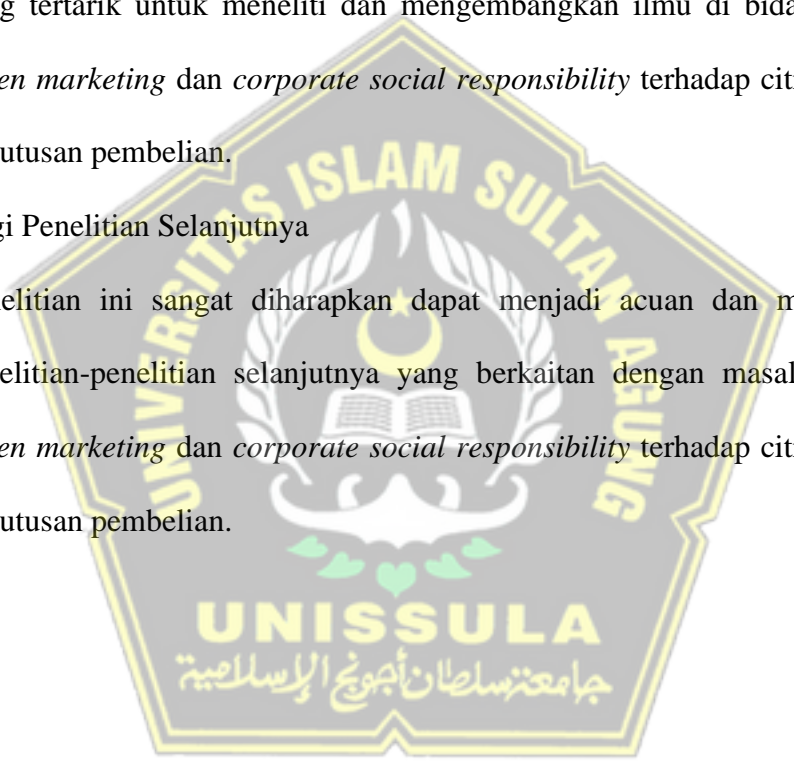 g tertarik untuk meneliti dan mengembangkan ilmu di bida
en marketing dan corporate social responsibility terhadap cit
utusan pembelian.
gi Penelitian Selanjutnya
elitian ini sangat diharapkan dapat menjadi acuan dan m
elitian-penelitian selanjutnya yang berkaitan dengan masal
en marketing dan corporate social responsibility terhadap cit
utusan pembelian.
UNIVERSITAS ISLAM SULTAN AGUNG
UNISSULA
جامعة سلطان أجونج الإسلامية